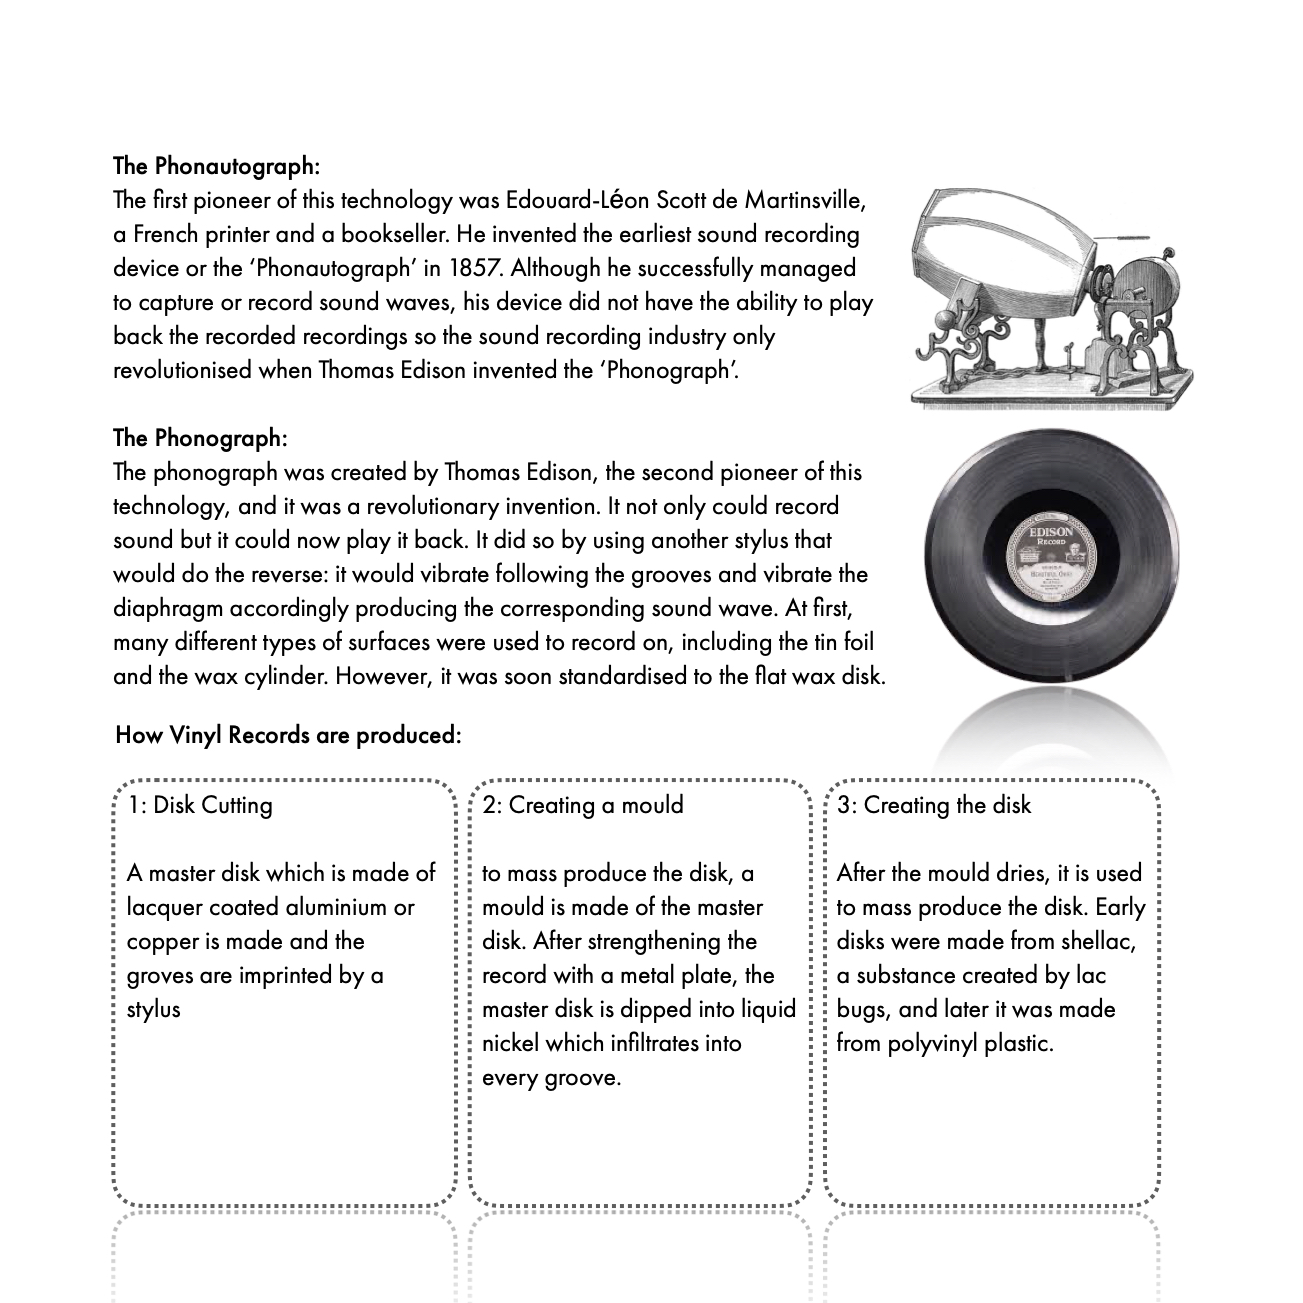 The Phonautograph:
The first pioneer of this technology was Edouard-Léon Scott de Martinsville,
a French printer and a bookseller. He invented the earliest sound recording
device or the ‘Phonautograph’ in 1857. Although he successfully managed
to capture or record sound waves, his device did not have the ability to play
back the recorded recordings so the sound recording industry only
revolutionised when Thomas Edison invented the ‘Phonograph’.
The Phonograph:
The phonograph was created by Thomas Edison, the second pioneer of this
technology, and it was a revolutionary invention. It not only could record
sound but it could now play it back. It did so by using another stylus that
would do the reverse: it would vibrate following the grooves and vibrate the
diaphragm accordingly producing the corresponding sound wave. At first,
many different types of surfaces were used to record on, including the tin foil
and the wax cylinder. However, it was soon standardised to the flat wax disk.
EDISON
RECORD
How Vinyl Records are produced:
1: Disk Cutting
A master disk which is made of
lacquer coated aluminium or
copper is made and the
groves are imprinted by a
stylus
2: Creating a mould
to mass produce the disk, a
mould is made of the master
disk. After strengthening the
record with a metal plate, the
master disk is dipped into liquid
nickel which infiltrates into
every groove.
3: Creating the disk
After the mould dries, it is used
to mass produce the disk. Early
disks were made from shellac,
a substance created by lac
bugs, and later it was made
from polyvinyl plastic.